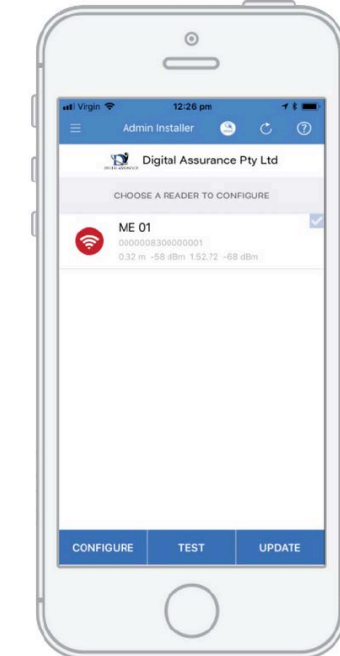 Virgin 12:26 pm
Admin Installer
Digital Assurance Pty Ltd
CHOOSE A READER TO CONFIGURE
ME 01
0000008300000001
0.32 m -58 dBm 1.52.72 -68 dBm
CONFIGURE TEST UPDATE